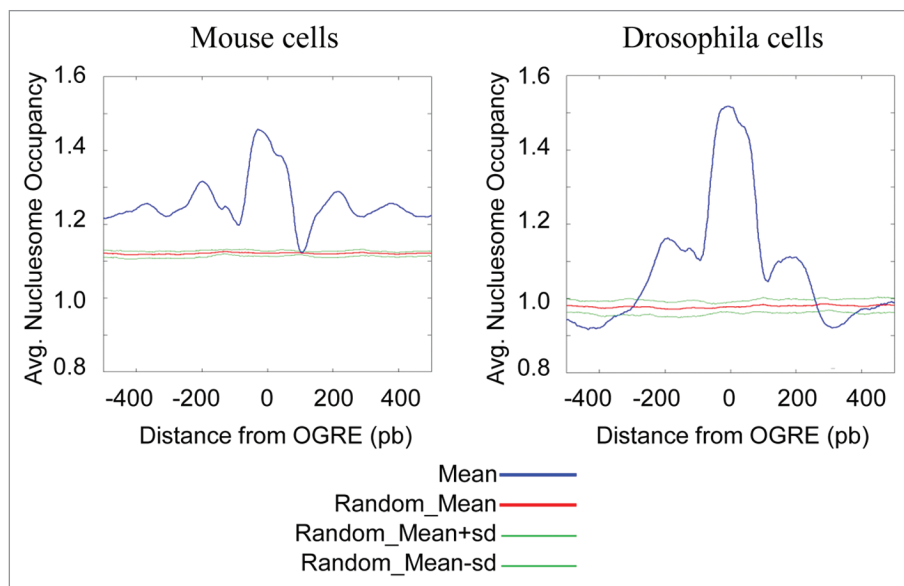 Mouse cells
Avg. Nucluesome Occupancy
1.6
1.4
1.2
1.0
0.8
-400 -200 0 200 400
Distance from OGRE (pb)
Drosophila cells
Avg. Nucluesome Occupancy
1.6
1.4
1.2
1.0
0.8
-400 -200 0 200 400
Distance from OGRE (pb)
Mean
Random_Mean
Random_Mean+sd
Random_Mean-sd